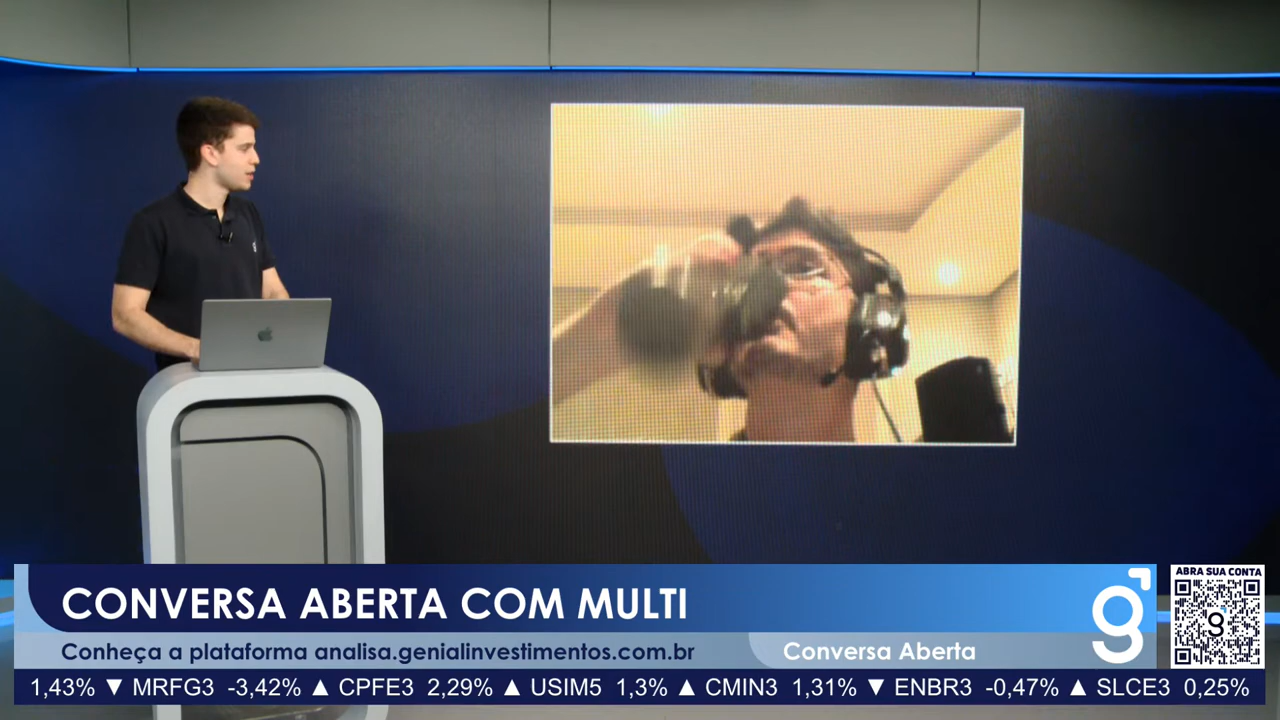 CONVERSA ABERTA COM MULTI
Conheça a plataforma analisa.genialinvestimentos.com.br
Conversa Aberta
g
ABRA SUA CONTA
g
1,43% ▼ MRFG3 -3,42% ▲ CPFE3 2,29% ▲ USIM5 1,3% ▲ CMIN3 1,31% ▼ ENBR3 -0,47% ▲ SLCE3 0,25%